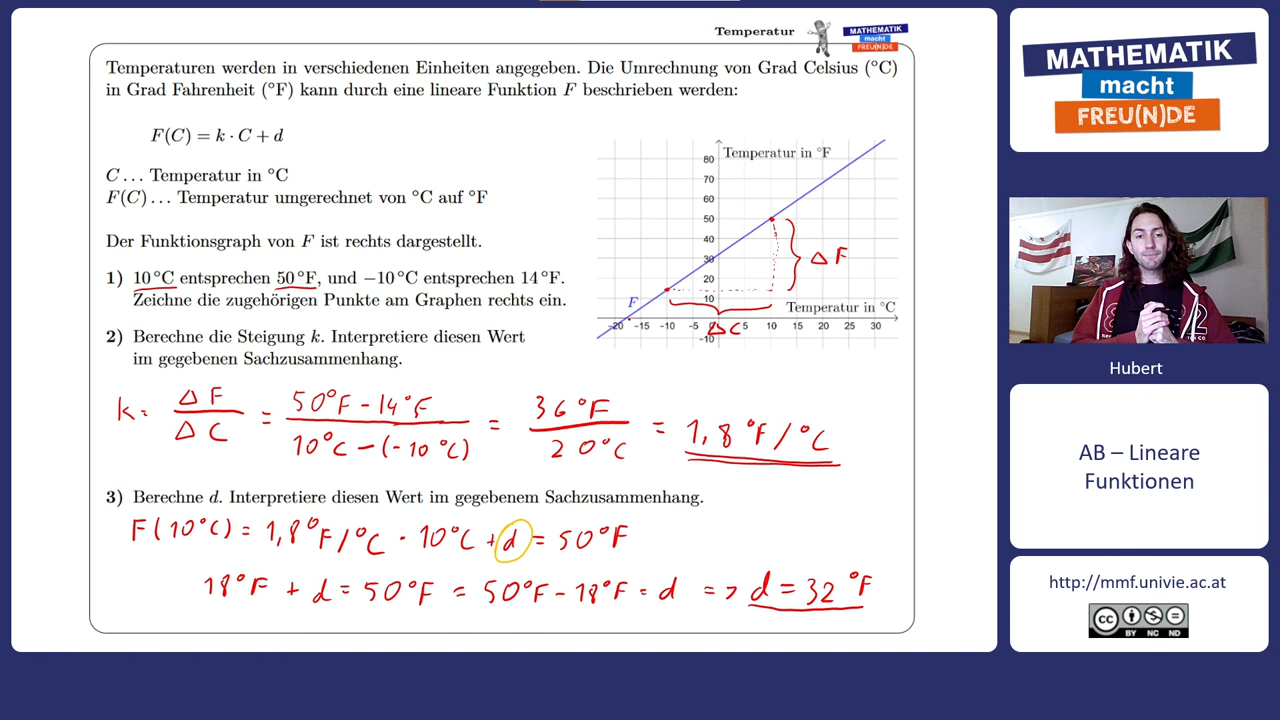 Temperatur
MATHEMATIK
macht
FREU(N)DE
Temperaturen werden in verschiedenen Einheiten angegeben. Die Umrechnung von Grad Celsius (°C)
in Grad Fahrenheit (°F) kann durch eine lineare Funktion F beschrieben werden:
F(C) = k · C + d
C … Temperatur in °C
F(C) … Temperatur umgerechnet von °C auf °F
Der Funktionsgraph von F ist rechts dargestellt.
1) 10 °C entsprechen 50 °F, und −10 °C entsprechen 14 °F.
Zeichne die zugehörigen Punkte am Graphen rechts ein.
2) Berechne die Steigung k. Interpretiere diesen Wert
im gegebenen Sachzusammenhang.
Temperatur in °F
80
70
60
50
40
30
20
10
-10
ΔF
F
Temperatur in °C
-20 -15 -10 -5 0 5 10 15 20 25 30
ΔC
k = ΔF / ΔC = 50°F - 14°F / 10°C - (-10°C) = 36°F / 20°C = 1,8 °F/°C
3) Berechne d. Interpretiere diesen Wert im gegebenem Sachzusammenhang.
F(10°C) = 1,8°F/°C · 10°C + d = 50°F
18°F + d = 50°F = 50°F - 18°F = d => d = 32 °F
MATHEMATIK
macht
FREU(N)DE
Hubert
AB – Lineare
Funktionen
http://mmf.univie.ac.at
cc
BY NC ND